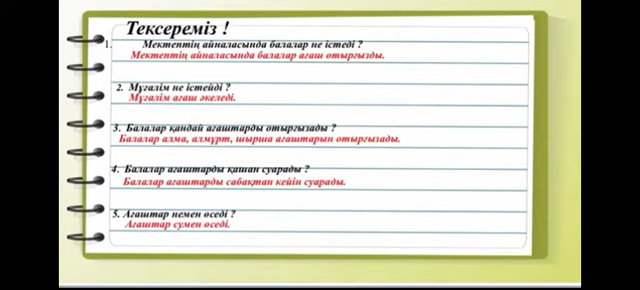 Тексереміз !
1. Мектептің айналасында балалар не істеді ?
Мектептің айналасында балалар ағаш отырғызды.
2. Мұғалім не істейді ?
Мұғалім ағаш әкеледі.
3. Балалар қандай ағаштарды отырғызады ?
Балалар алма, алмұрт, шырша ағаштарын отырғызады.
4. Балалар ағаштарды қашан суарады ?
Балалар ағаштарды сабақтан кейін суарады.
5. Ағаштар немен өседі ?
Ағаштар сумен өседі.